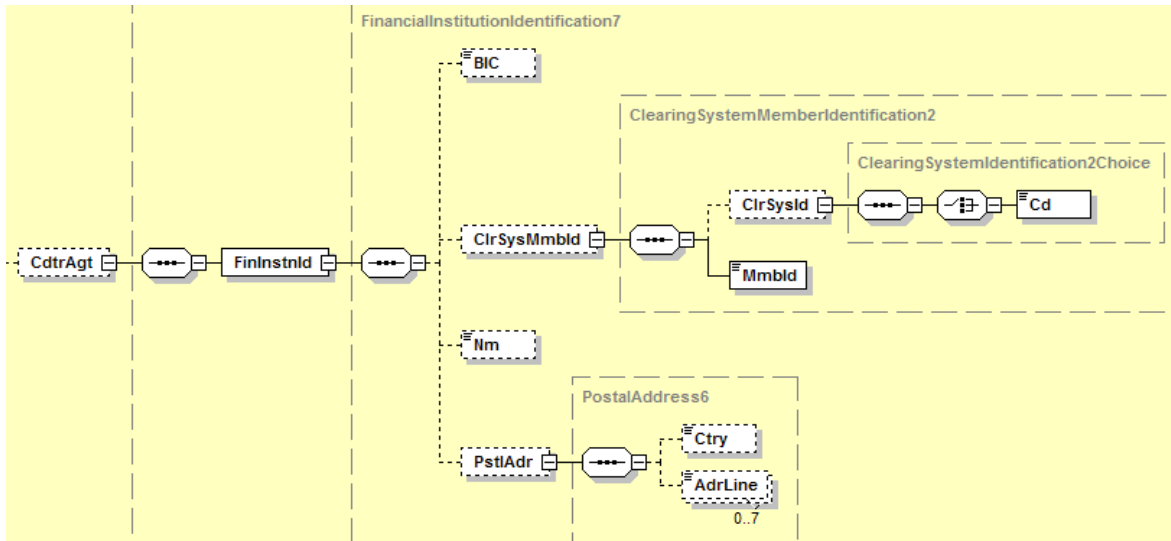 FinancialInstitutionIdentification7
BIC
ClearingSystemMemberIdentification2
ClearingSystemIdentification2Choice
ClrSysId
Cd
ClrSysMmbId
CdtrAgt
FinInstnId
MmbId
Nm
PostalAddress6
Ctry
PstlAdr
AdrLine
0..7